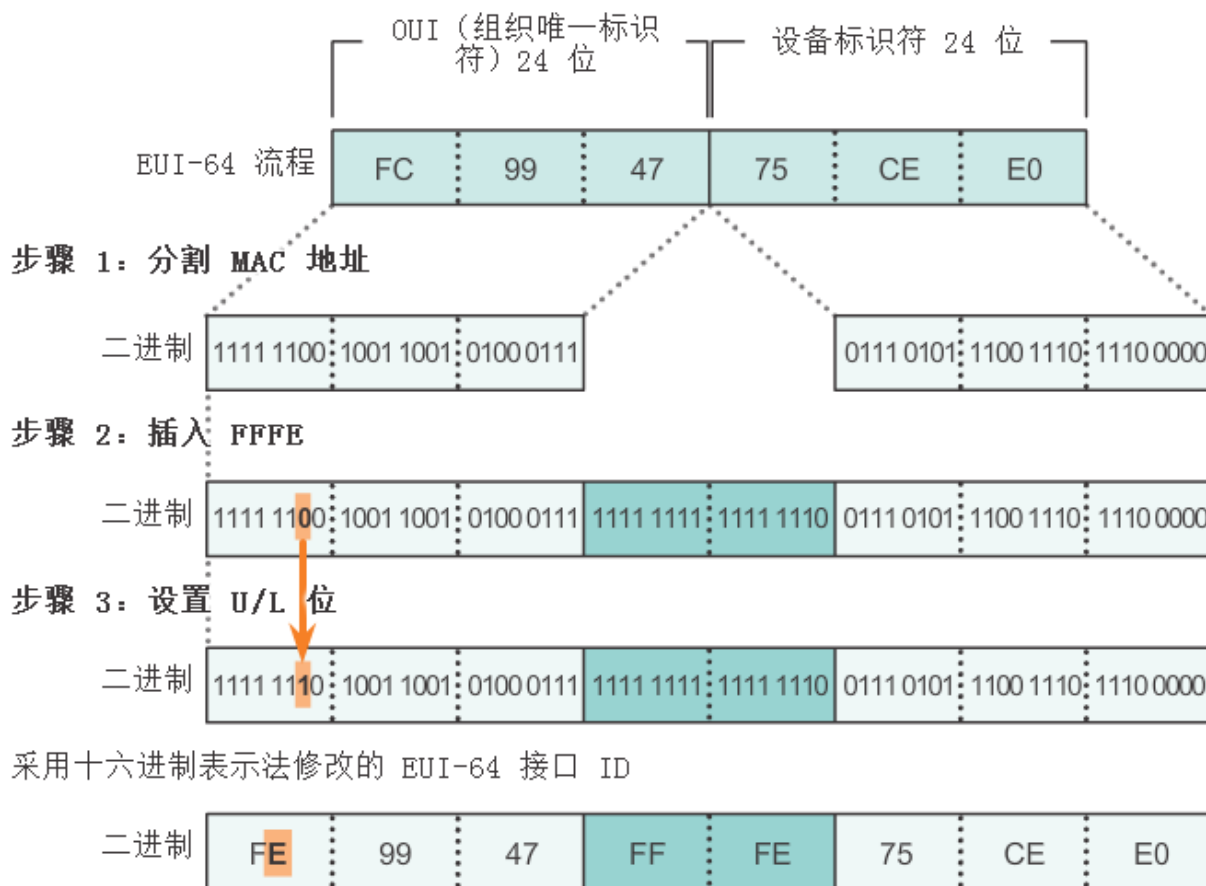 OUI（组织唯一标识
符）24 位
设备标识符 24 位
EUI-64 流程 FC 99 47 75 CE E0
步骤 1：分割 MAC 地址
二进制 1111 1100 1001 1001 0100 0111 0111 0101 1100 1110 1110 0000
步骤 2：插入 FFFE
二进制 1111 1100 1001 1001 0100 0111 1111 1111 1111 1110 0111 0101 1100 1110 1110 0000
步骤 3：设置 U/L 位
二进制 1111 1110 1001 1001 0100 0111 1111 1111 1111 1110 0111 0101 1100 1110 1110 0000
采用十六进制表示法修改的 EUI-64 接口 ID
二进制 FE 99 47 FF FE 75 CE E0